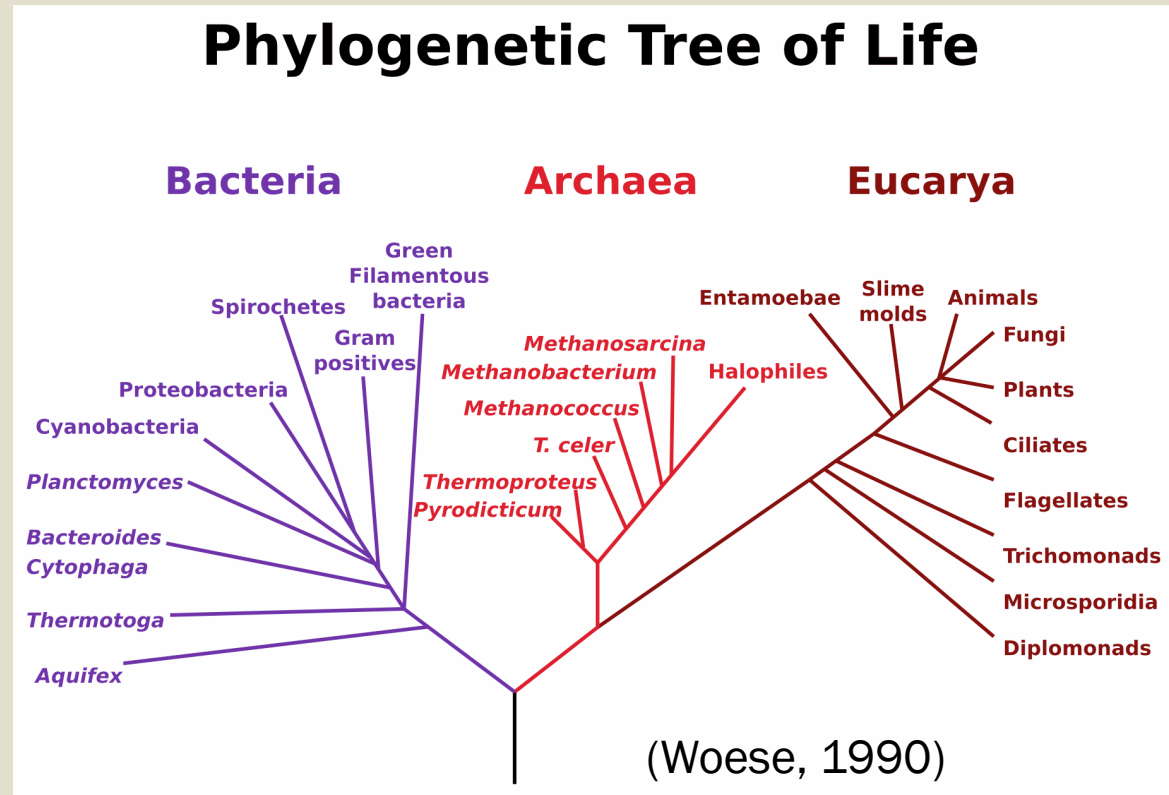 Phylogenetic Tree of Life
Bacteria
Archaea
Eucarya
Green
Filamentous
bacteria
Spirochetes
Gram
positives
Proteobacteria
Cyanobacteria
Planctomyces
Bacteroides
Cytophaga
Thermotoga
Aquifex
Methanosarcina
Methanobacterium
Halophiles
Methanococcus
T. celer
Thermoproteus
Pyrodicticum
Entamoebae
Slime
molds
Animals
Fungi
Plants
Ciliates
Flagellates
Trichomonads
Microsporidia
Diplomonads
(Woese, 1990)